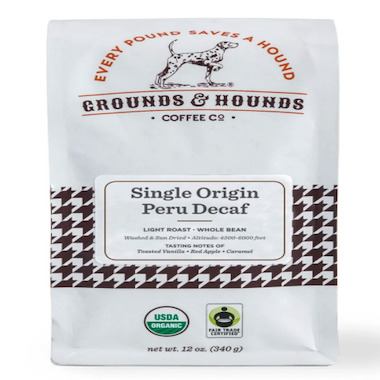 EVERY POUND SAVES A HOUND
GROUNDS & HOUNDS
• COFFEE Co •
Single Origin
Peru Decaf
LIGHT ROAST - WHOLE BEAN
Washed & Sun Dried • Altitude: 4200-6000 feet
TASTING NOTES OF
Toasted Vanilla • Red Apple • Caramel
USDA
ORGANIC
FAIR TRADE
CERTIFIED
net wt. 12 oz. (340 g)